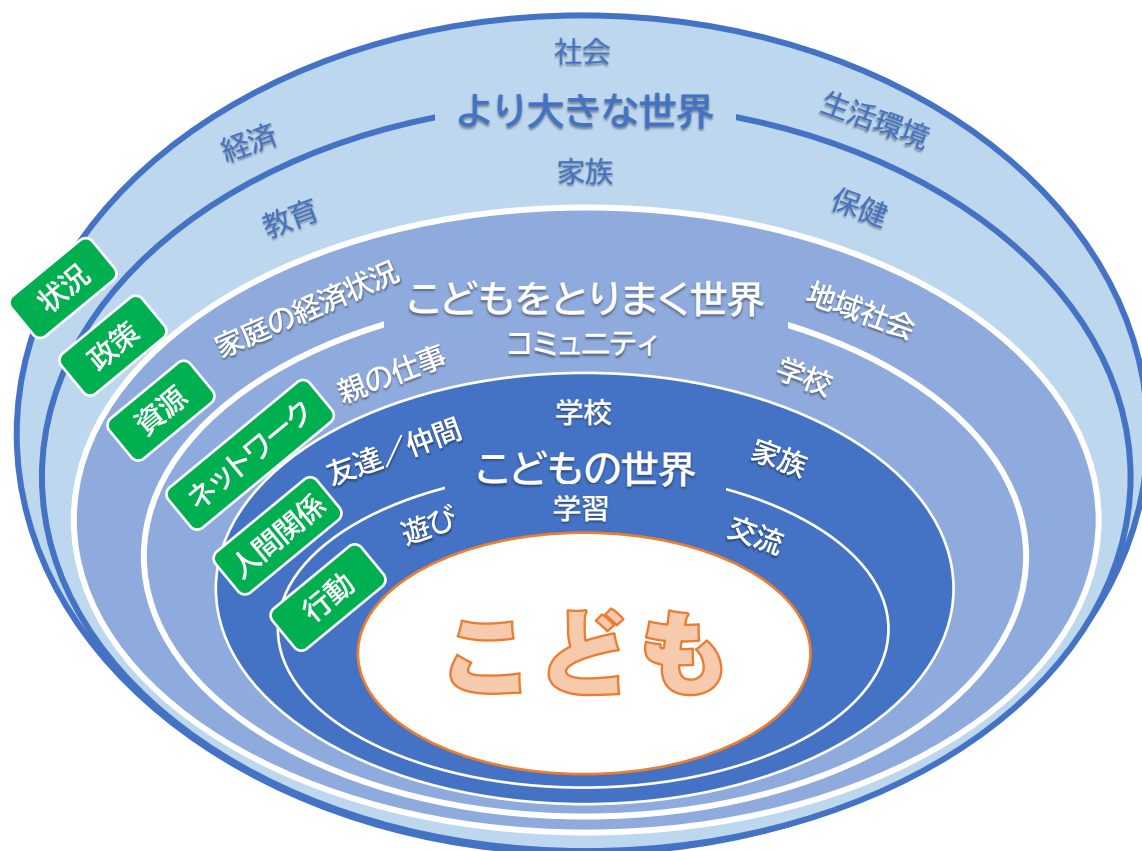 社会
より大きな世界
経済
生活環境
家族
教育
保健
状況
政策
資源
ネットワーク
人間関係
行動
こどもをとりまく世界
家庭の経済状況
地域社会
コミュニティ
親の仕事
学校
学校
こどもの世界
友達／仲間
家族
学習
遊び
交流
こども